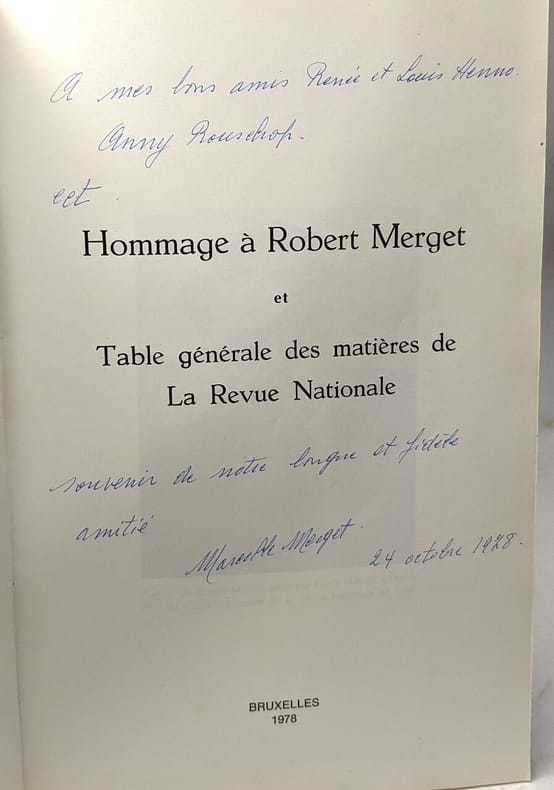 A mes bons amis Renée et Louis Henno.
Anny Rouschop.
ect.
Hommage à Robert Merget
et
Table générale des matières de
La Revue Nationale
souvenir de notre longue et fidèle
amitié
Marcelle Merget.
24 octobre 1978.
BRUXELLES
1978